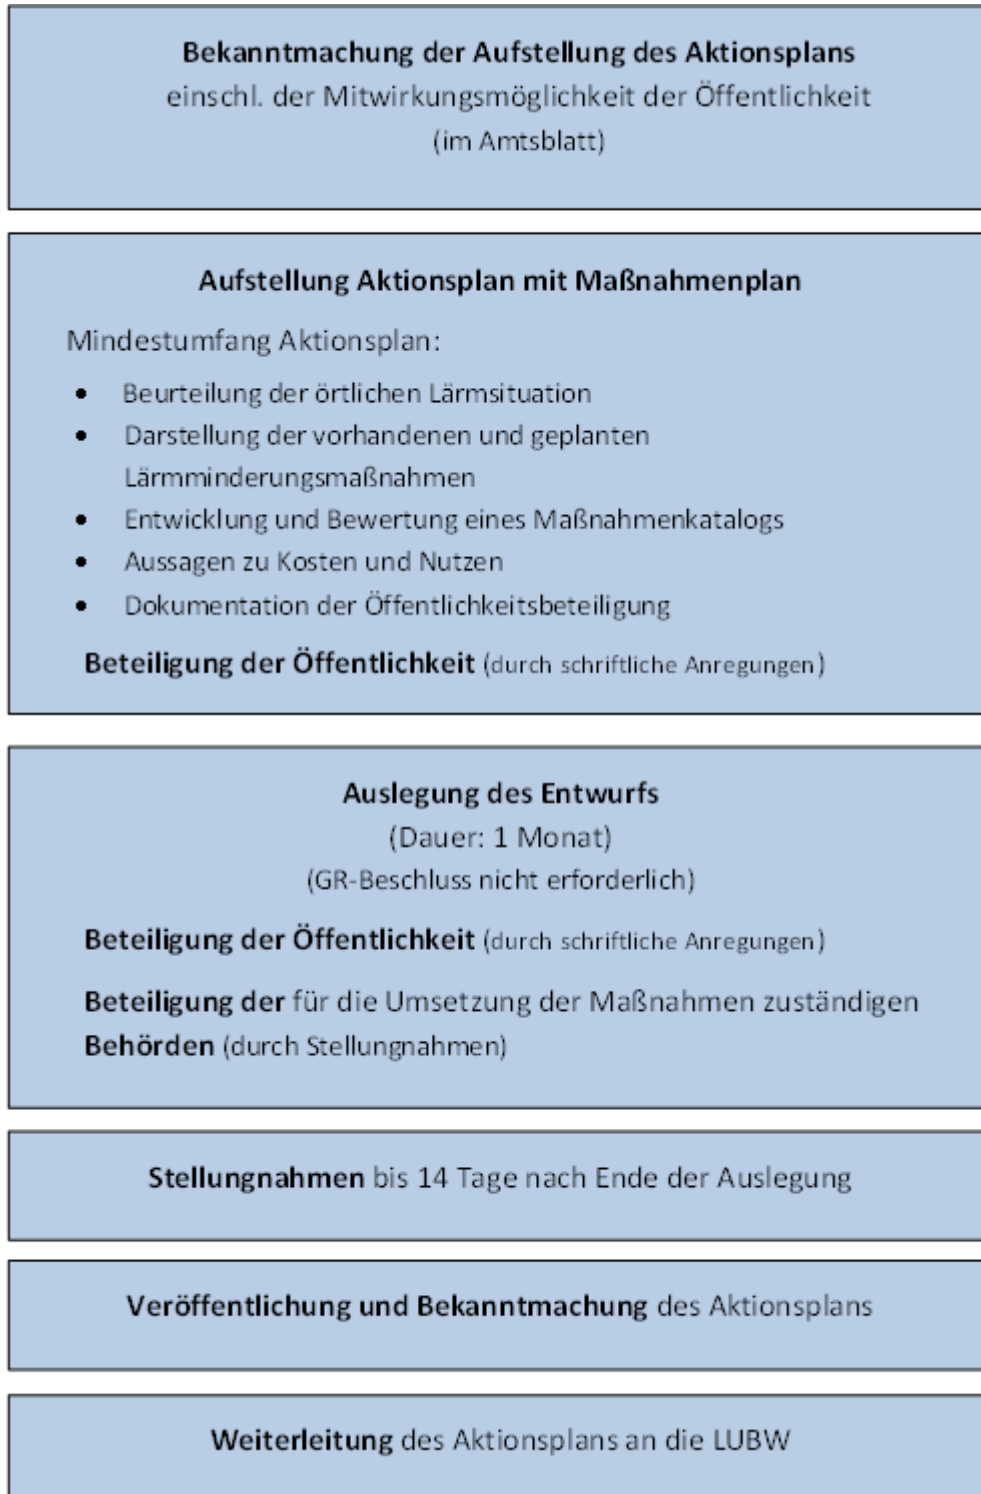 Bekanntmachung der Aufstellung des Aktionsplans
einschl. der Mitwirkungsmöglichkeit der Öffentlichkeit
(im Amtsblatt)
Aufstellung Aktionsplan mit Maßnahmenplan
Mindestumfang Aktionsplan:
• Beurteilung der örtlichen Lärmsituation
• Darstellung der vorhandenen und geplanten
Lärmminderungsmaßnahmen
• Entwicklung und Bewertung eines Maßnahmenkatalogs
• Aussagen zu Kosten und Nutzen
• Dokumentation der Öffentlichkeitsbeteiligung
Beteiligung der Öffentlichkeit (durch schriftliche Anregungen)
Auslegung des Entwurfs
(Dauer: 1 Monat)
(GR-Beschluss nicht erforderlich)
Beteiligung der Öffentlichkeit (durch schriftliche Anregungen)
Beteiligung der für die Umsetzung der Maßnahmen zuständigen
Behörden (durch Stellungnahmen)
Stellungnahmen bis 14 Tage nach Ende der Auslegung
Veröffentlichung und Bekanntmachung des Aktionsplans
Weiterleitung des Aktionsplans an die LUBW